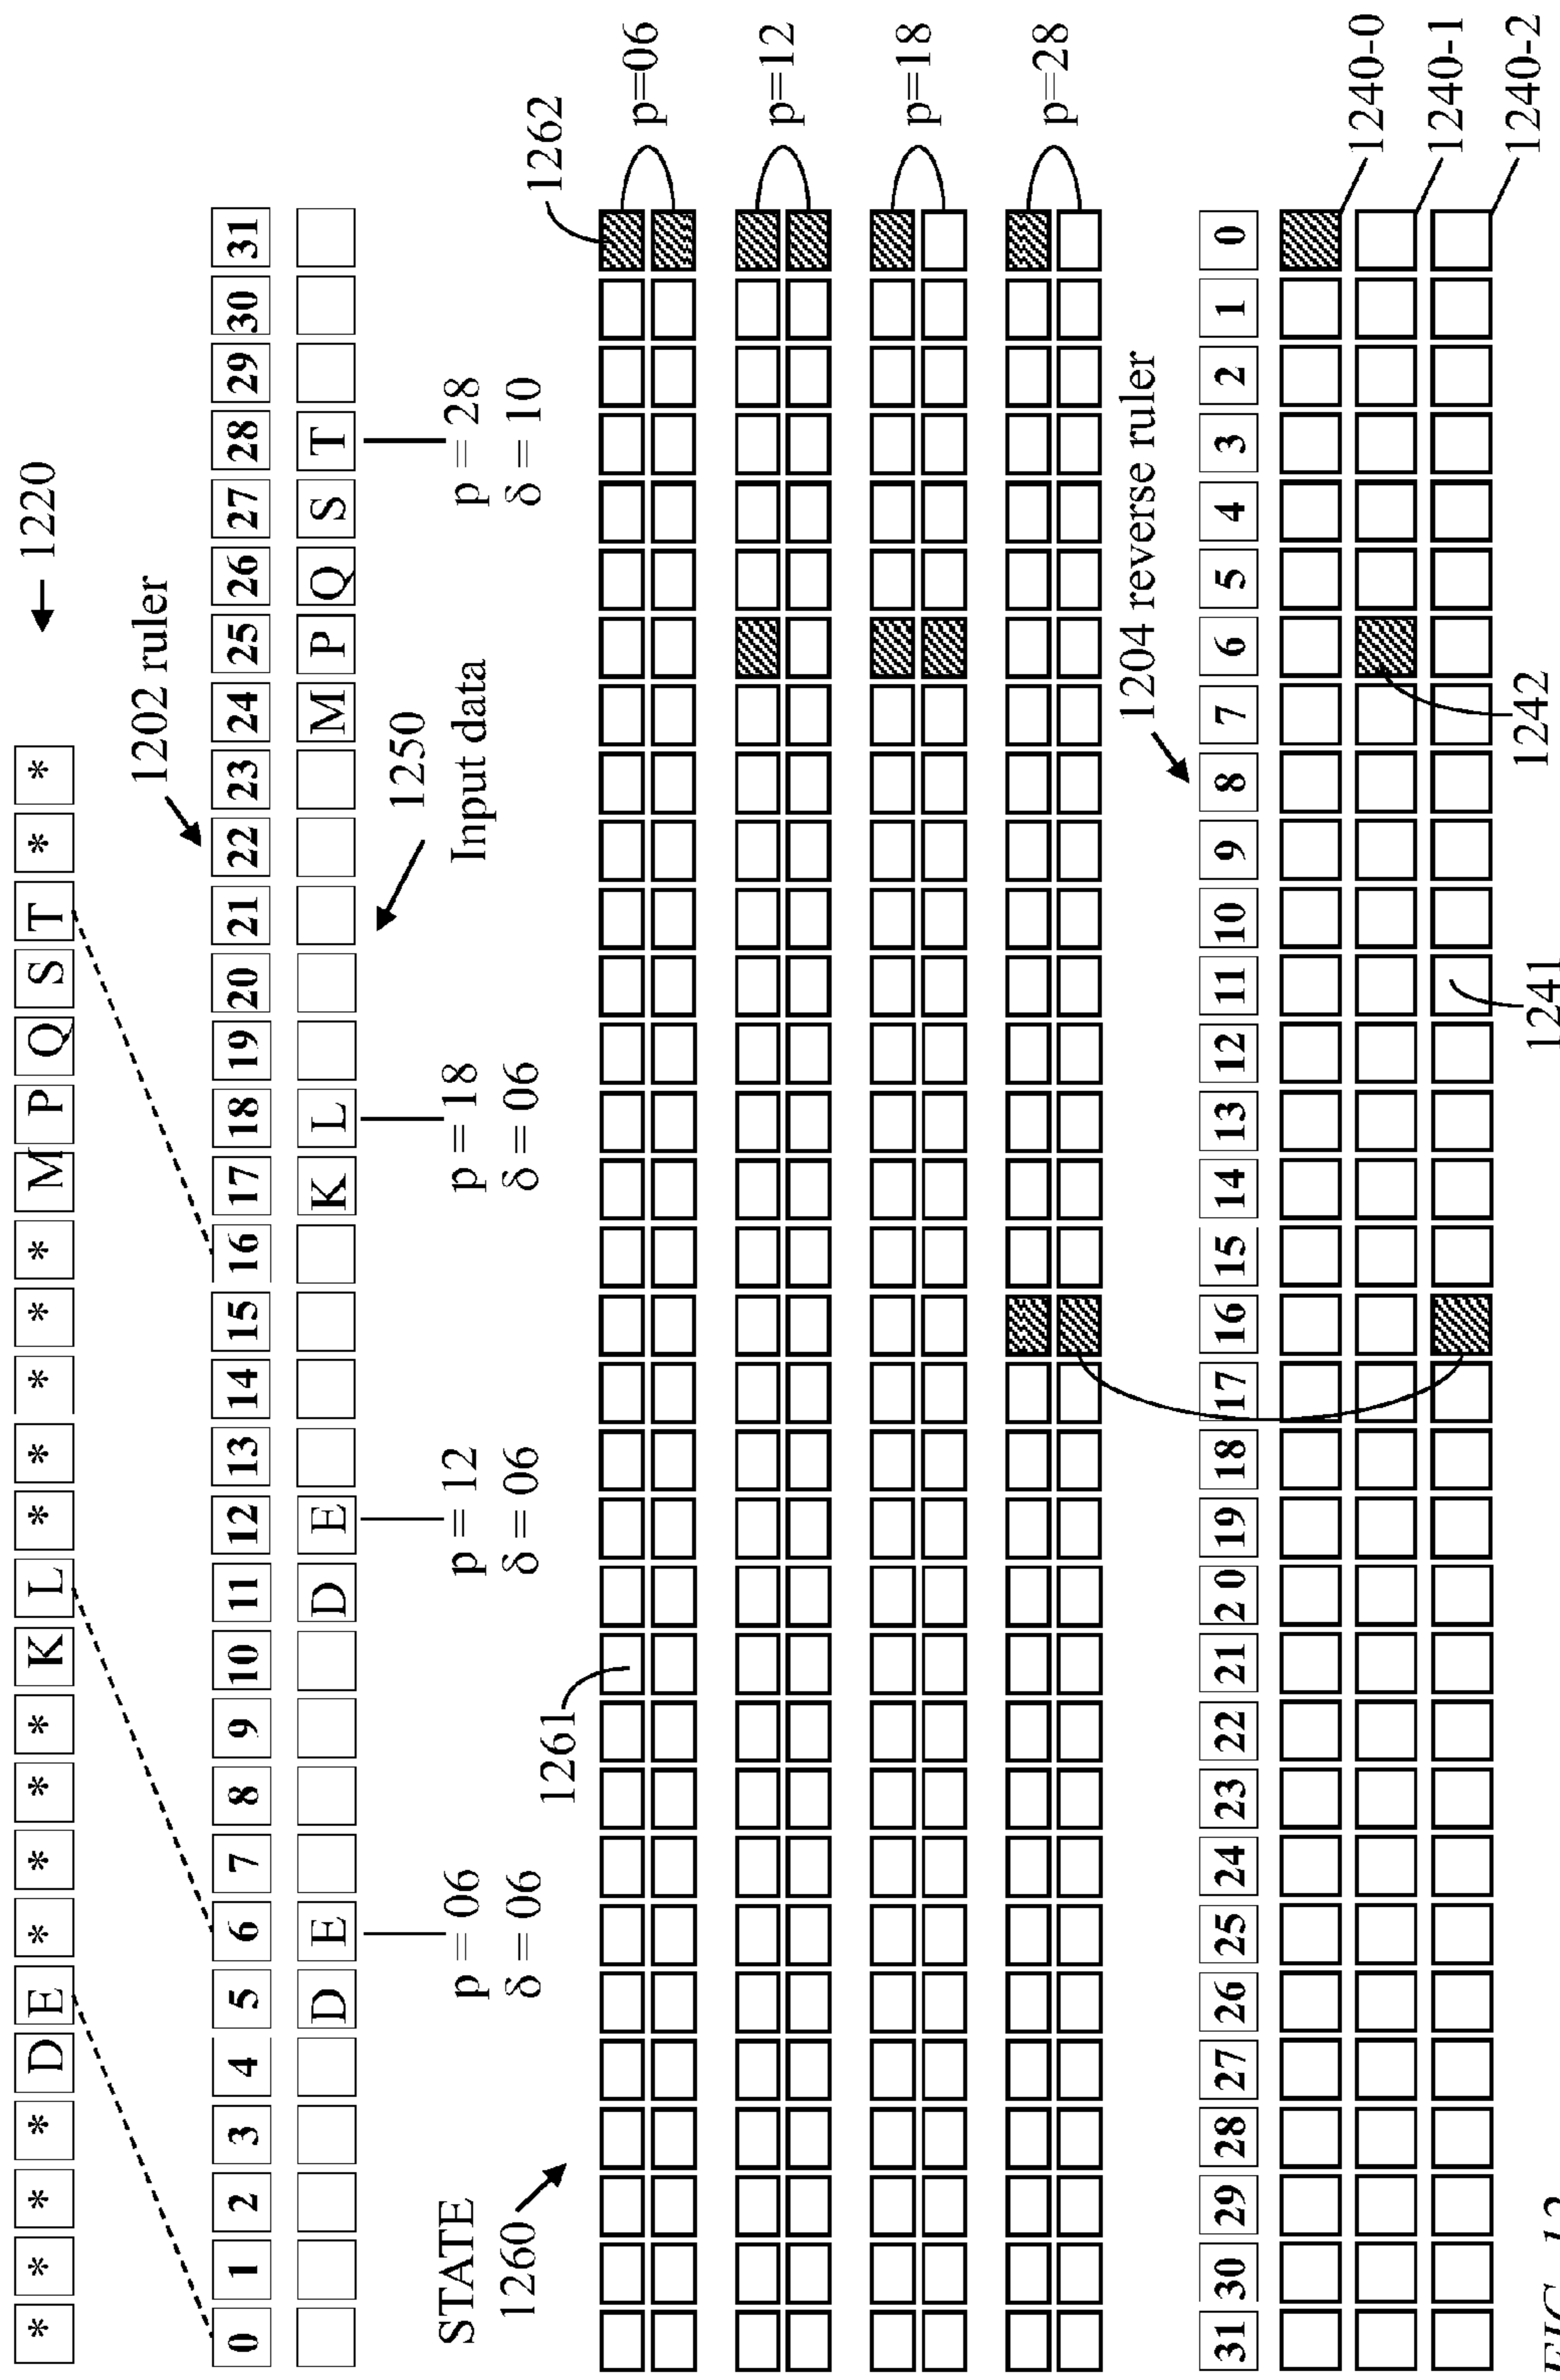 * * * * D E * * * * K L * * * * * M P Q S T * * ← 1220
1202 ruler
0 1 2 3 4 5 6 7 8 9 10 11 12 13 14 15 16 17 18 19 20 21 22 23 24 25 26 27 28 29 30 31
D E D E K L M P Q S T
1250
Input data
p = 06
δ = 06
p = 12
δ = 06
p = 18
δ = 06
p = 28
δ = 10
STATE
1260
1261
1262
p=06
p=12
p=18
p=28
1204 reverse ruler
31 30 29 28 27 26 25 24 23 22 21 20 19 18 17 16 15 14 13 12 11 10 9 8 7 6 5 4 3 2 1 0
1240-0
1240-1
1240-2
1241
1242
FIG. 12